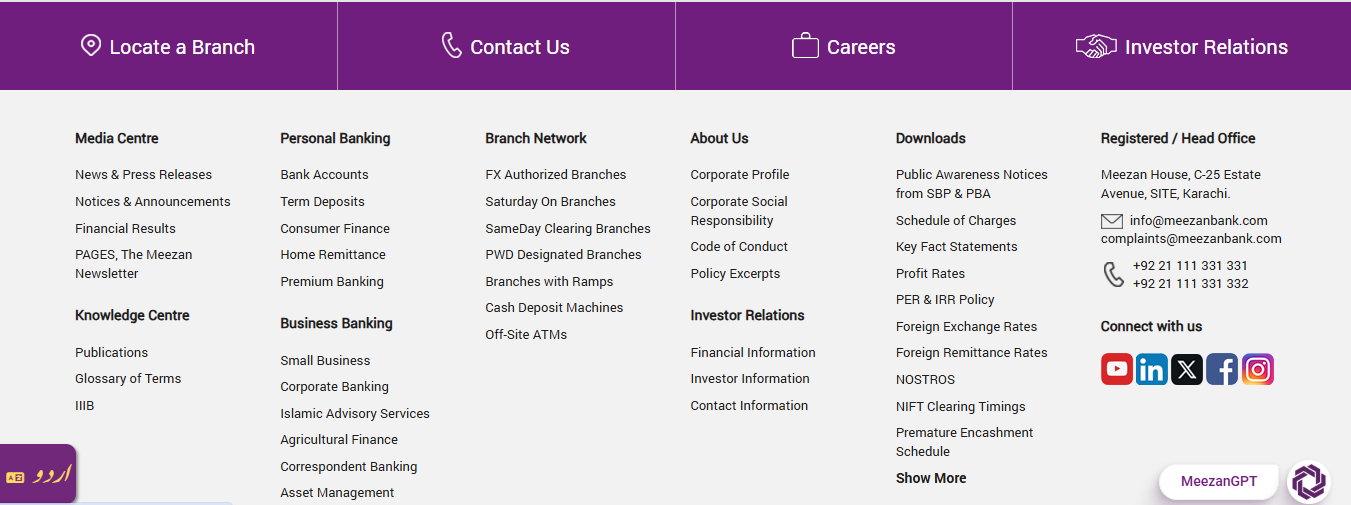 Locate a Branch
Contact Us
Careers
Investor Relations
Media Centre
News & Press Releases
Notices & Announcements
Financial Results
PAGES, The Meezan
Newsletter
Knowledge Centre
Publications
Glossary of Terms
IIIB
Personal Banking
Bank Accounts
Term Deposits
Consumer Finance
Home Remittance
Premium Banking
Business Banking
Small Business
Corporate Banking
Islamic Advisory Services
Agricultural Finance
Correspondent Banking
Asset Management
Branch Network
FX Authorized Branches
Saturday On Branches
SameDay Clearing Branches
PWD Designated Branches
Branches with Ramps
Cash Deposit Machines
Off-Site ATMs
About Us
Corporate Profile
Corporate Social
Responsibility
Code of Conduct
Policy Excerpts
Investor Relations
Financial Information
Investor Information
Contact Information
Downloads
Public Awareness Notices
from SBP & PBA
Schedule of Charges
Key Fact Statements
Profit Rates
PER & IRR Policy
Foreign Exchange Rates
Foreign Remittance Rates
NOSTROS
NIFT Clearing Timings
Premature Encashment
Schedule
Show More
Registered / Head Office
Meezan House, C-25 Estate
Avenue, SITE, Karachi.
info@meezanbank.com
complaints@meezanbank.com
+92 21 111 331 331
+92 21 111 331 332
Connect with us
اردو
MeezanGPT